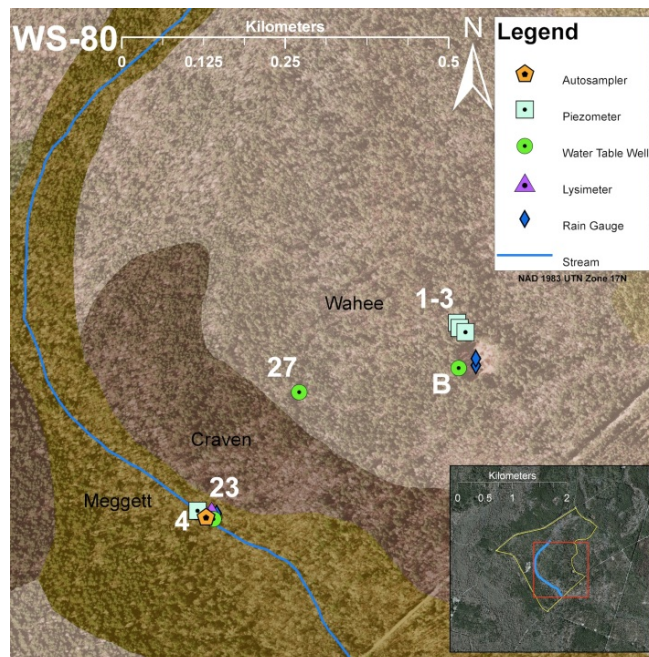 WS-80
Kilometers
0 0.125 0.25 0.5
N
Legend
Autosampler
Piezometer
Water Table Well
Lysimeter
Rain Gauge
Stream
NAD 1983 UTN Zone 17N
Wahee
1-3
27
B
Craven
Meggett
23
4
Kilometers
0 0.5 1 2